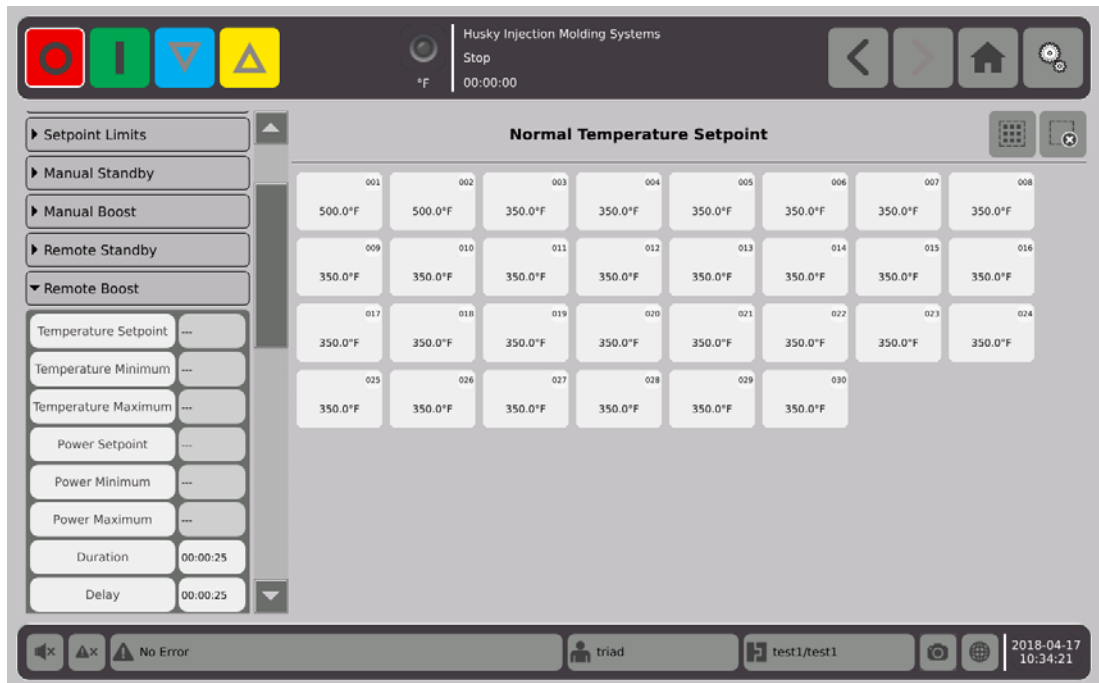 Husky Injection Molding Systems
Stop
°F
00:00:00
Setpoint Limits
Manual Standby
Manual Boost
Remote Standby
Remote Boost
Temperature Setpoint ---
Temperature Minimum ---
Temperature Maximum ---
Power Setpoint ---
Power Minimum ---
Power Maximum ---
Duration 00:00:25
Delay 00:00:25
Normal Temperature Setpoint
001 002 003 004 005 006 007 008
500.0°F 500.0°F 350.0°F 350.0°F 350.0°F 350.0°F 350.0°F 350.0°F
009 010 011 012 013 014 015 016
350.0°F 350.0°F 350.0°F 350.0°F 350.0°F 350.0°F 350.0°F 350.0°F
017 018 019 020 021 022 023 024
350.0°F 350.0°F 350.0°F 350.0°F 350.0°F 350.0°F 350.0°F 350.0°F
025 026 027 028 029 030
350.0°F 350.0°F 350.0°F 350.0°F 350.0°F 350.0°F
No Error
triad
test1/test1
2018-04-17
10:34:21